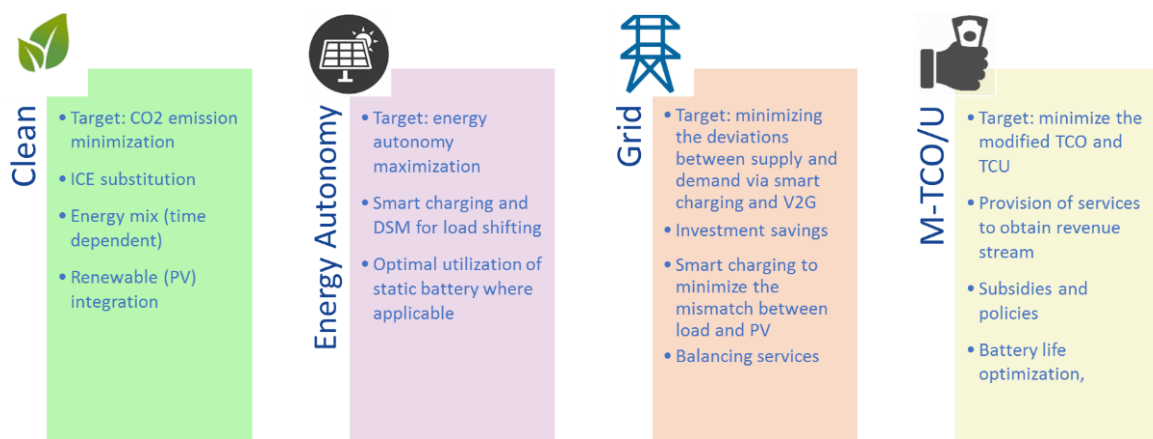 Clean
• Target: CO2 emission
minimization
• ICE substitution
• Energy mix (time
dependent)
• Renewable (PV)
integration
Energy Autonomy
• Target: energy
autonomy
maximization
• Smart charging and
DSM for load shifting
• Optimal utilization of
static battery where
applicable
Grid
• Target: minimizing
the deviations
between supply and
demand via smart
charging and V2G
• Investment savings
• Smart charging to
minimize the
mismatch between
load and PV
• Balancing services
M-TCO/U
• Target: minimize the
modified TCO and
TCU
• Provision of services
to obtain revenue
stream
• Subsidies and
policies
• Battery life
optimization,